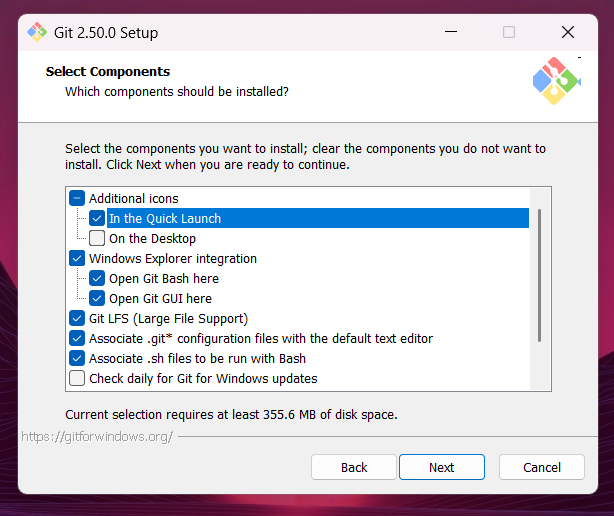 Git 2.50.0 Setup
Select Components
Which components should be installed?
Select the components you want to install; clear the components you do not want to
install. Click Next when you are ready to continue.
Additional icons
In the Quick Launch
On the Desktop
Windows Explorer integration
Open Git Bash here
Open Git GUI here
Git LFS (Large File Support)
Associate .git* configuration files with the default text editor
Associate .sh files to be run with Bash
Check daily for Git for Windows updates
Current selection requires at least 355.6 MB of disk space.
https://gitforwindows.org/
Back
Next
Cancel